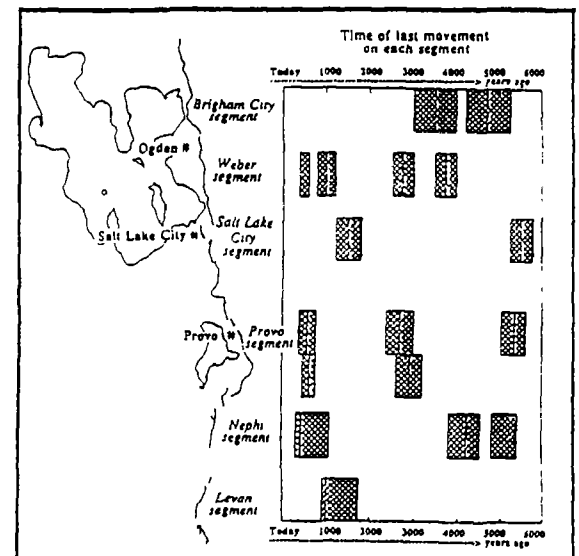 Time of last movement
on each segment
Today 1000 2000 3000 4000 5000 6000
years ago
Brigham City
segment
Ogden #
Weber
segment
Salt Lake
City
segment
Salt Lake City #
Provo #
Provo
segment
Nephi
segment
Levan
segment
Today 1000 2000 3000 4000 5000 6000
years ago